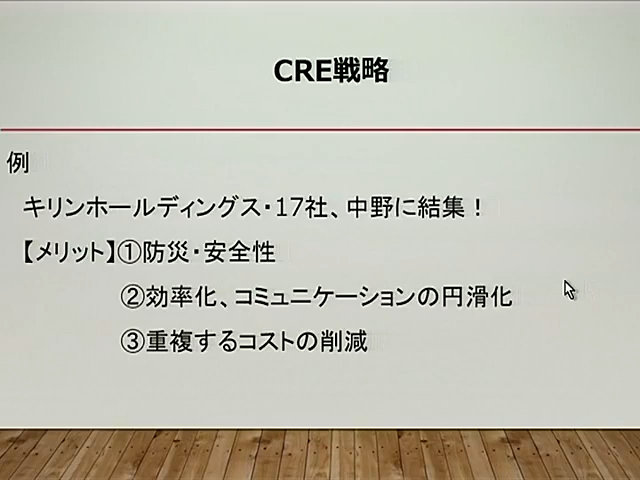 CRE戦略
例
キリンホールディングス・17社、中野に結集！
【メリット】①防災・安全性
②効率化、コミュニケーションの円滑化
③重複するコストの削減